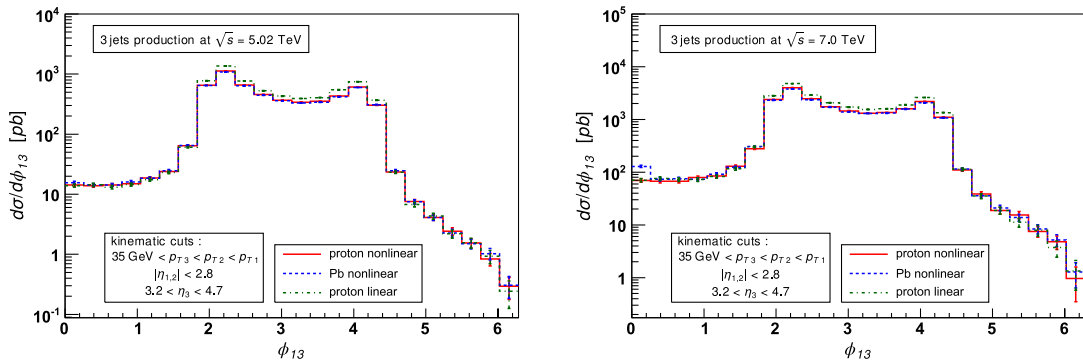 3 jets production at √s = 5.02 TeV
dσ/dϕ13 [pb]
10^4
10^3
10^2
10
1
10^-1
kinematic cuts :
35 GeV < pT3 < pT2 < pT1
|η1,2| < 2.8
3.2 < η3 < 4.7
proton nonlinear
Pb nonlinear
proton linear
0 1 2 3 4 5 6
ϕ13
3 jets production at √s = 7.0 TeV
dσ/dϕ13 [pb]
10^5
10^4
10^3
10^2
10
1
kinematic cuts :
35 GeV < pT3 < pT2 < pT1
|η1,2| < 2.8
3.2 < η3 < 4.7
proton nonlinear
Pb nonlinear
proton linear
0 1 2 3 4 5 6
ϕ13